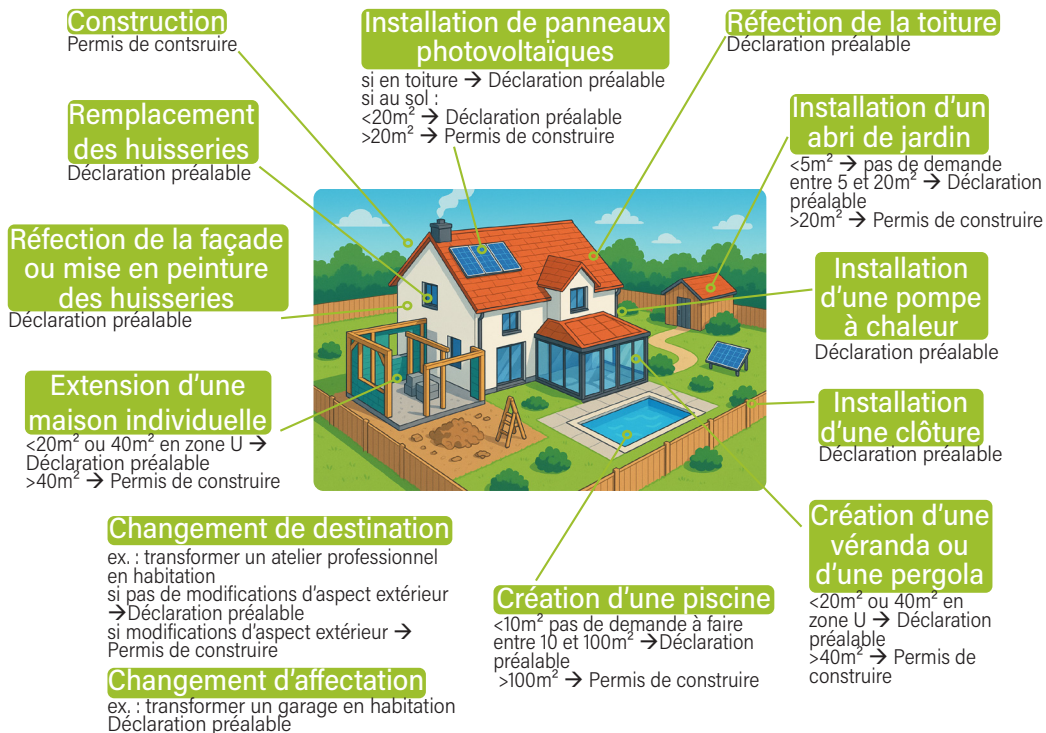 Construction
Permis de contsruire
Installation de panneaux
photovoltaïques
si en toiture → Déclaration préalable
si au sol :
<20m² → Déclaration préalable
>20m² → Permis de construire
Réfection de la toiture
Déclaration préalable
Remplacement
des huisseries
Déclaration préalable
Installation d'un
abri de jardin
<5m² → pas de demande
entre 5 et 20m² → Déclaration
préalable
>20m² → Permis de construire
Réfection de la façade
ou mise en peinture
des huisseries
Déclaration préalable
Installation
d'une pompe
à chaleur
Déclaration préalable
Extension d'une
maison individuelle
<20m² ou 40m² en zone U →
Déclaration préalable
>40m² → Permis de construire
Installation
d'une clôture
Déclaration préalable
Changement de destination
ex. : transformer un atelier professionnel
en habitation
si pas de modifications d'aspect extérieur
→Déclaration préalable
si modifications d'aspect extérieur →
Permis de construire
Création d'une piscine
<10m² pas de demande à faire
entre 10 et 100m² →Déclaration
préalable
>100m² → Permis de construire
Création d'une
véranda ou
d'une pergola
<20m² ou 40m² en
zone U → Déclaration
préalable
>40m² → Permis de
construire
Changement d'affectation
ex. : transformer un garage en habitation
Déclaration préalable